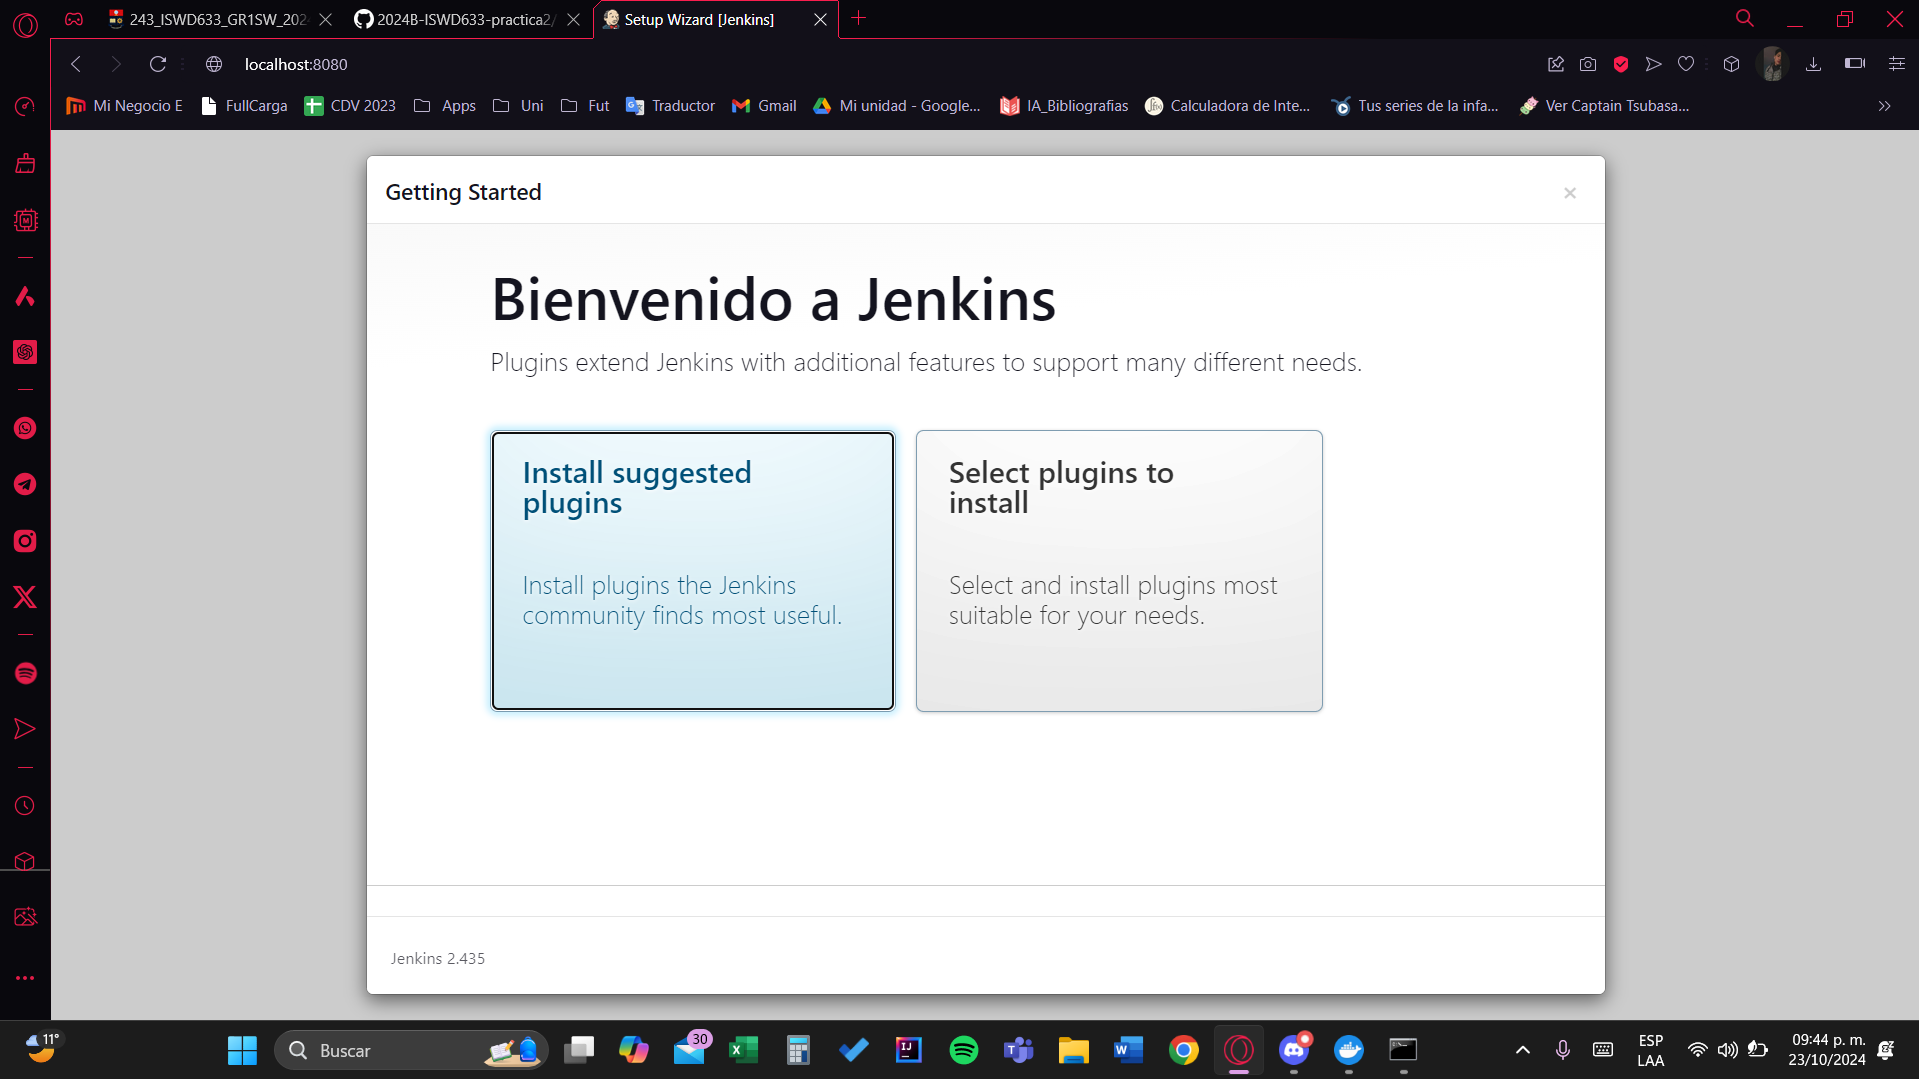 243_ISWD633_GR1SW_202
2024B-ISWD633-practica2/
Setup Wizard [Jenkins]
localhost:8080
Mi Negocio E
FullCarga
CDV 2023
Apps
Uni
Fut
Traductor
Gmail
Mi unidad - Google...
IA_Bibliografias
Calculadora de Inte...
Tus series de la infa...
Ver Captain Tsubasa...
Getting Started
Bienvenido a Jenkins
Plugins extend Jenkins with additional features to support many different needs.
Install suggested
plugins
Install plugins the Jenkins
community finds most useful.
Select plugins to
install
Select and install plugins most
suitable for your needs.
Jenkins 2.435
11°
Buscar
30
ESP
LAA
09:44 p. m.
23/10/2024